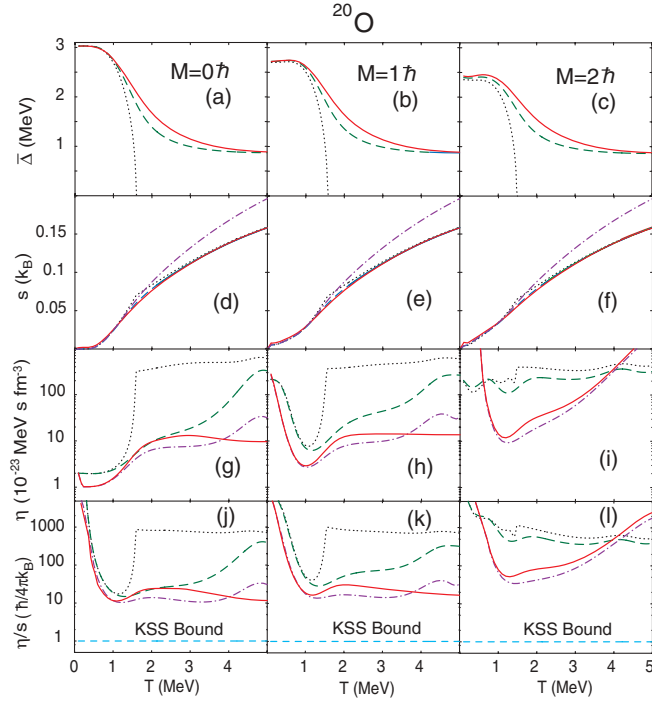 ²⁰O
3
2
1
Δ̄ (MeV)
M=0ħ
(a)
M=1ħ
(b)
M=2ħ
(c)
0.15
0.1
0.05
s (k_B)
(d)
(e)
(f)
100
10
1
η (10⁻²³ MeV s fm⁻³)
(g)
(h)
(i)
1000
100
10
1
η/s (ħ/4πk_B)
(j)
(k)
(l)
KSS Bound
KSS Bound
KSS Bound
0 1 2 3 4 0 1 2 3 4 0 1 2 3 4 5
T (MeV) T (MeV) T (MeV)